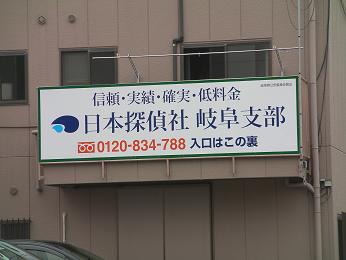 信頼・実績・確実・低料金
日本探偵社 岐阜支部
0120-834-788 入口はこの裏